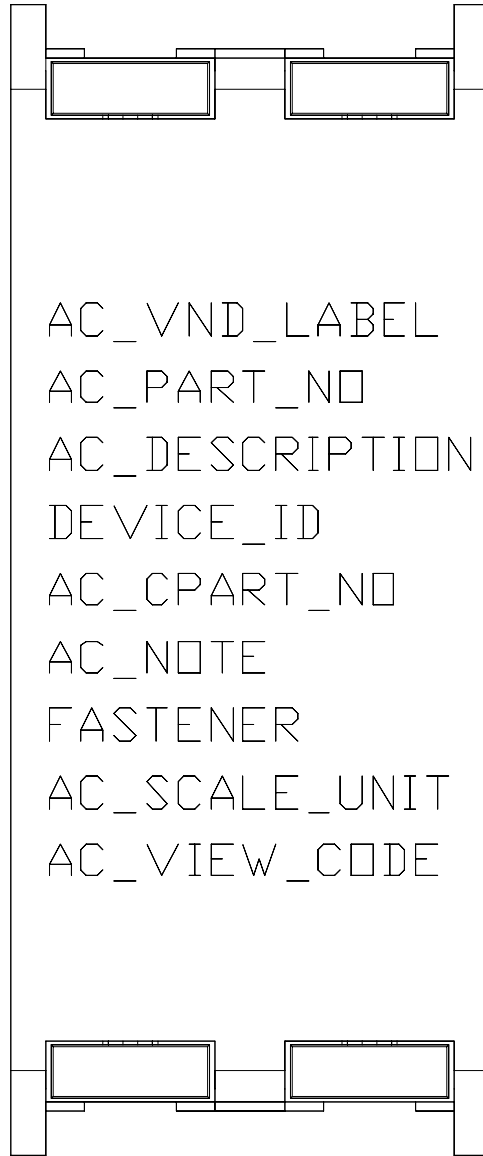 AC_VND_LABEL
AC_PART_NO
AC_DESCRIPTION
DEVICE_ID
AC_CPART_NO
AC_NOTE
FASTENER
AC_SCALE_UNIT
AC_VIEW_CODE